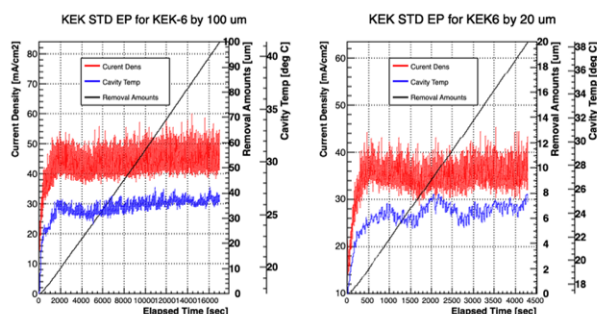 KEK STD EP for KEK-6 by 100 um
Current Density [mA/cm2]
80
70
60
50
40
30
20
10
0
Curent Dens
Cavity Temp
Removal Amounts
0 2000 4000 6000 8000 10000 12000 14000 16000
Elapsed Time [sec]
100
90
80
70
60
50
40
30
20
10
0
Removal Amounts [um]
40
35
30
25
20
Cavity Temp [deg C]
KEK STD EP for KEK6 by 20 um
Current Density [mA/cm2]
60
50
40
30
20
10
Curent Dens
Cavity Temp
Removal Amounts
0 500 1000 1500 2000 2500 3000 3500 4000 4500
Elapsed Time [sec]
20
18
16
14
12
10
8
6
4
2
0
Removal Amounts [um]
38
36
34
32
30
28
26
24
22
20
18
Cavity Temp [deg C]